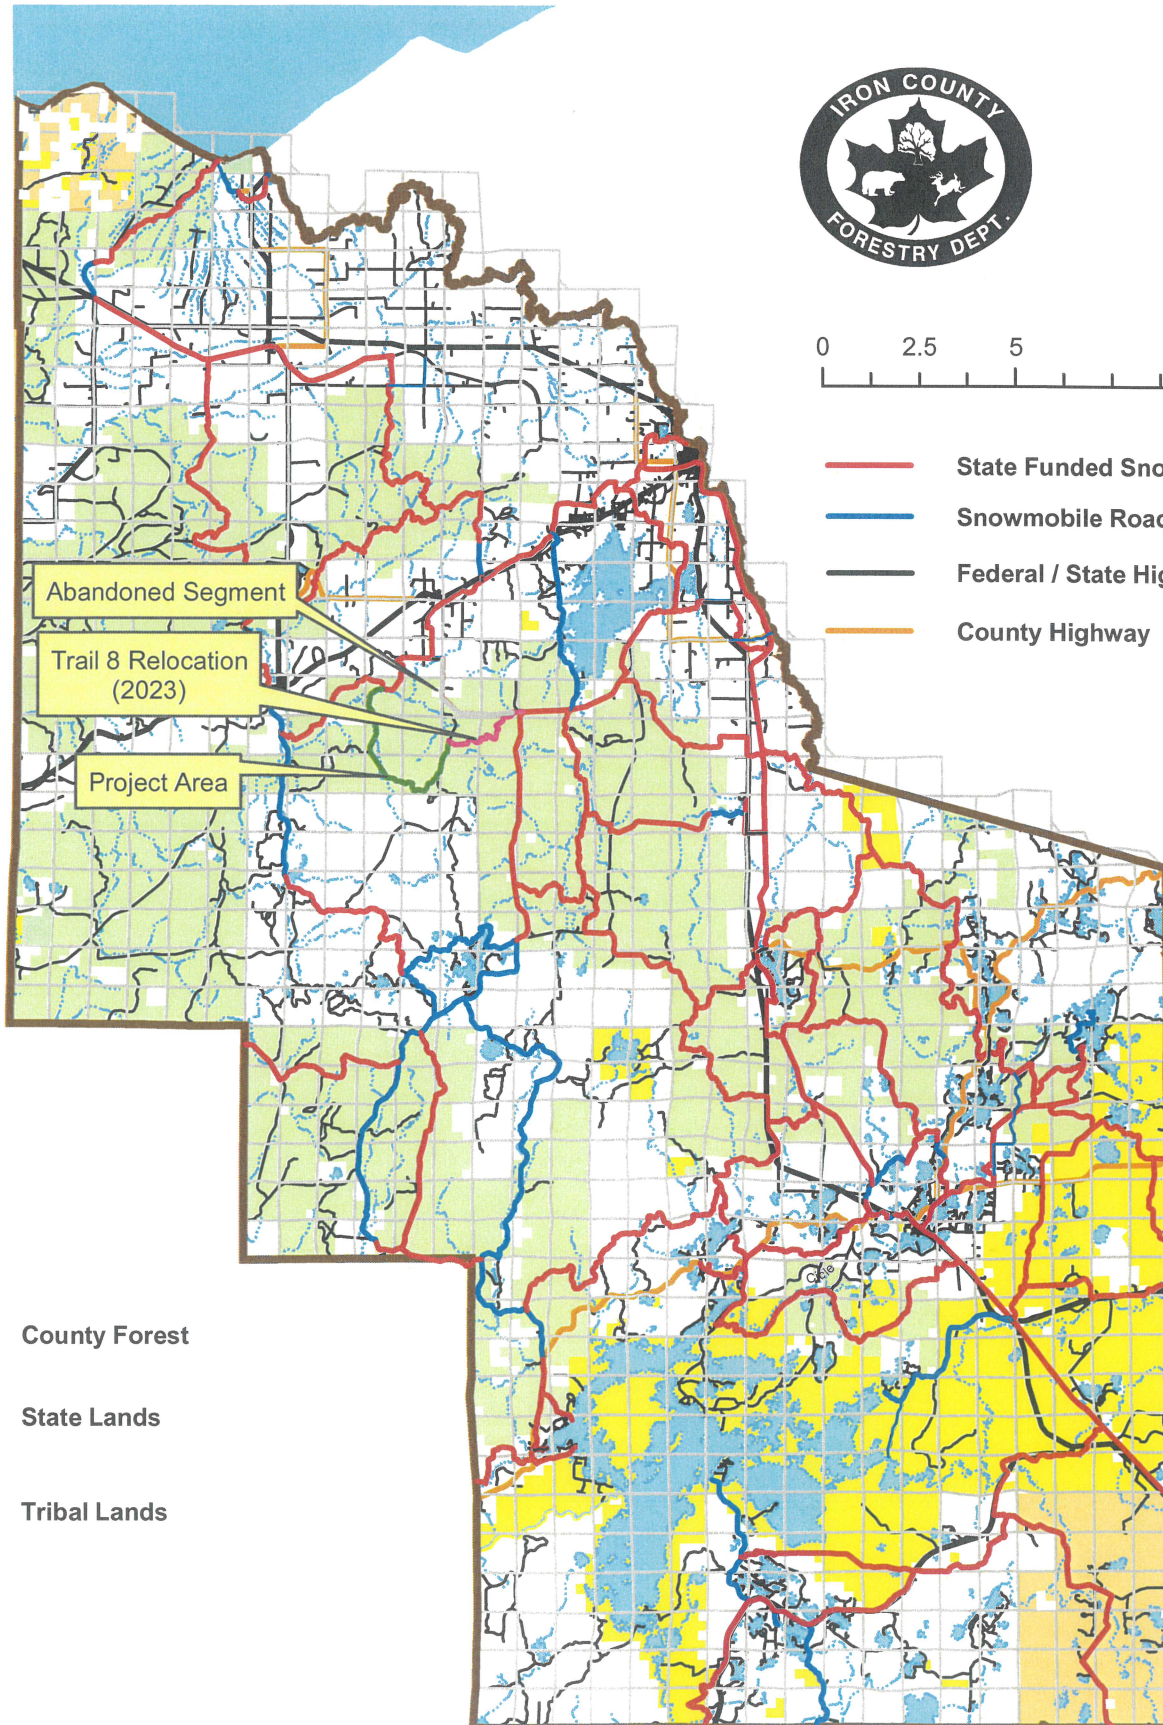 IRON COUNTY
FORESTRY DEPT.
0 2.5 5
State Funded Sno
Snowmobile Road
Federal / State Hig
County Highway
Abandoned Segment
Trail 8 Relocation
(2023)
Project Area
County Forest
State Lands
Tribal Lands